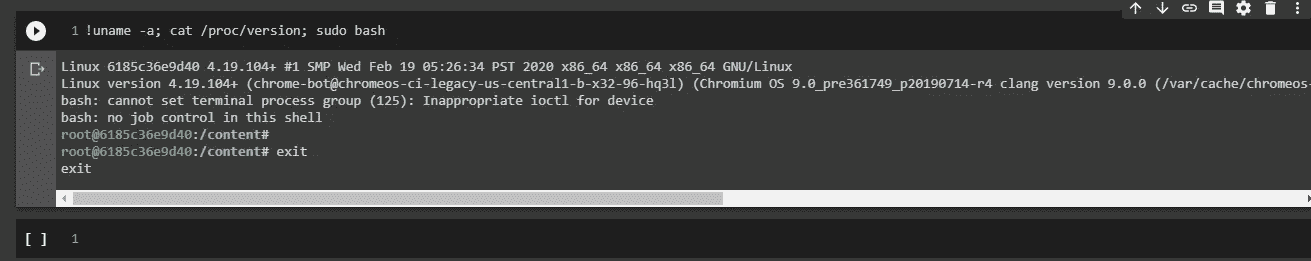 1 !uname -a; cat /proc/version; sudo bash
Linux 6185c36e9d40 4.19.104+ #1 SMP Wed Feb 19 05:26:34 PST 2020 x86_64 x86_64 x86_64 GNU/Linux
Linux version 4.19.104+ (chrome-bot@chromeos-ci-legacy-us-central1-b-x32-96-hq3l) (Chromium OS 9.0_pre361749_p20190714-r4 clang version 9.0.0 (/var/cache/chromeos-
bash: cannot set terminal process group (125): Inappropriate ioctl for device
bash: no job control in this shell
root@6185c36e9d40:/content#
root@6185c36e9d40:/content# exit
exit
[ ] 1